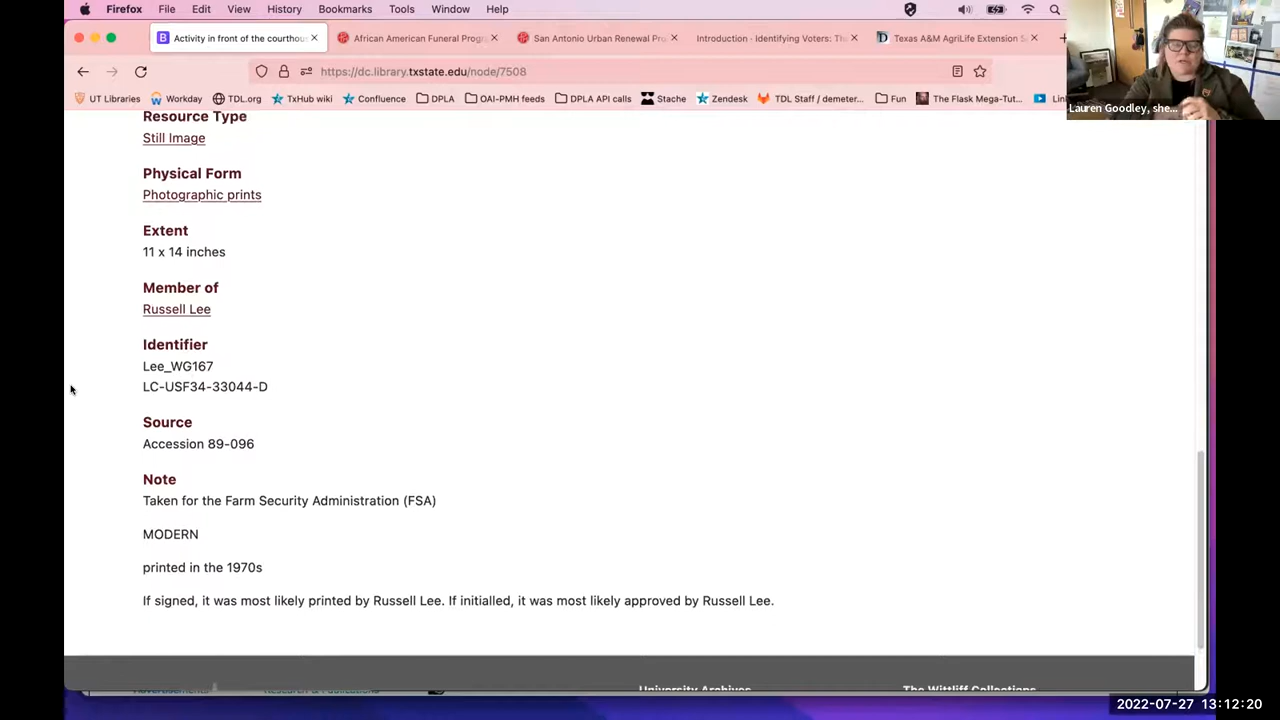 Firefox File Edit View History Bookmarks Tools Window Help
Activity in front of the courthou
African American Funeral Progr
San Antonio Urban Renewal Pro
Introduction · Identifying Voters: Th
Texas A&M AgriLife Extension S
https://dc.library.txstate.edu/node/7508
UT Libraries Workday TDL.org TxHub wiki Confluence DPLA OAI-PMH feeds DPLA API calls Stache Zendesk TDL Staff / demeter... Fun The Flask Mega-Tut... Lin
Lauren Goodley, she...
Resource Type
Still Image
Physical Form
Photographic prints
Extent
11 x 14 inches
Member of
Russell Lee
Identifier
Lee_WG167
LC-USF34-33044-D
Source
Accession 89-096
Note
Taken for the Farm Security Administration (FSA)
MODERN
printed in the 1970s
If signed, it was most likely printed by Russell Lee. If initialled, it was most likely approved by Russell Lee.
University Archives The Wittliff Collections
Advertisements Research & Publications
2022-07-27 13:12:20